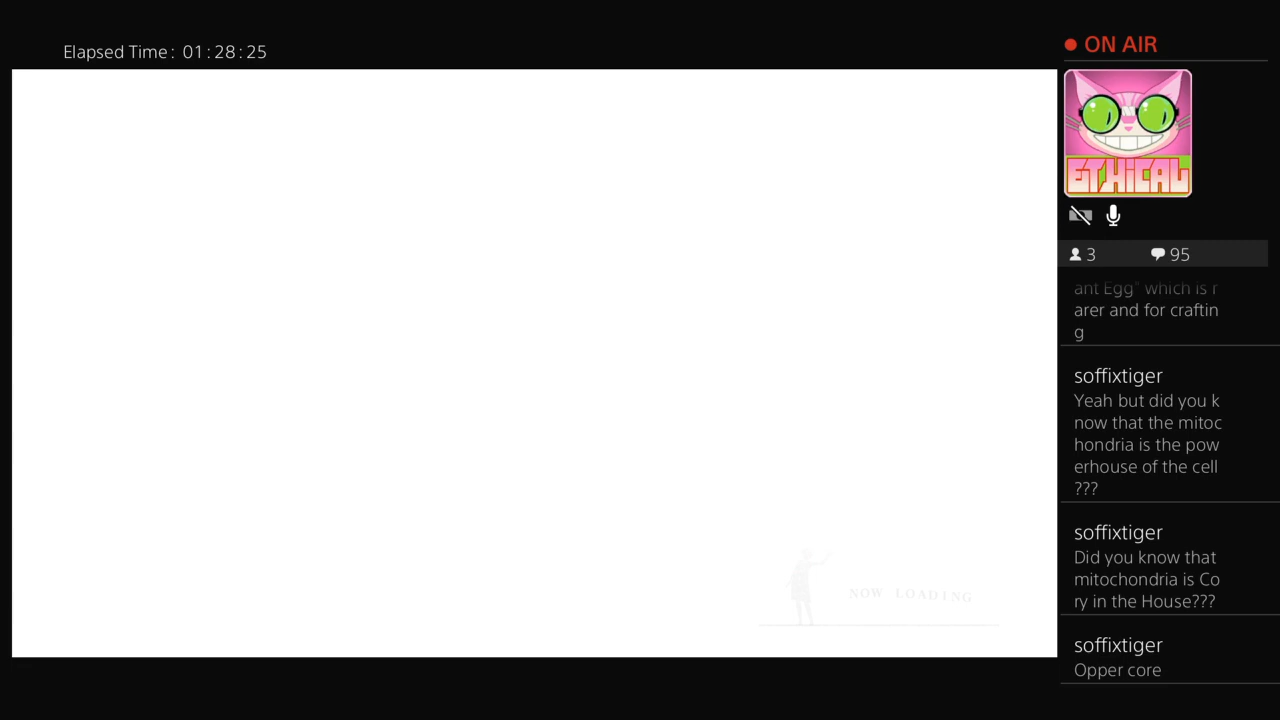 Elapsed Time: 01:28:25
ON AIR
ETHICAL
3 95
ant Egg" which is r
arer and for craftin
g
soffixtiger
Yeah but did you k
now that the mitoc
hondria is the pow
erhouse of the cell
???
soffixtiger
Did you know that
mitochondria is Co
ry in the House???
NOW LOADING
soffixtiger
Opper core